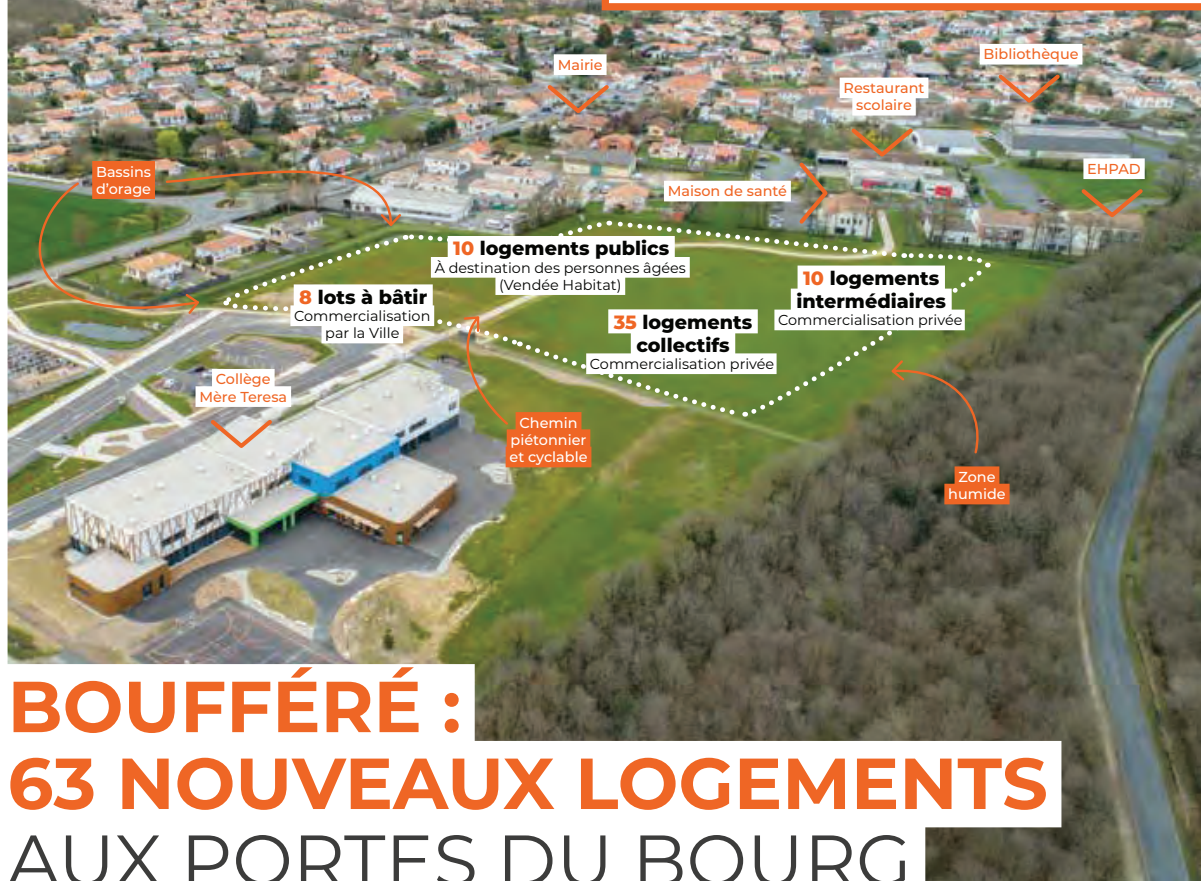 Bibliothèque
Mairie
Restaurant
scolaire
EHPAD
Bassins
d'orage
Maison de santé
10 logements publics
À destination des personnes âgées
(Vendée Habitat)
10 logements
intermédiaires
Commercialisation privée
8 lots à bâtir
Commercialisation
par la Ville
35 logements
collectifs
Commercialisation privée
Collège
Mère Teresa
Chemin
piétonnier
et cyclable
Zone
humide
BOUFFÉRÉ :
63 NOUVEAUX LOGEMENTS
AUX PORTES DU BOURG